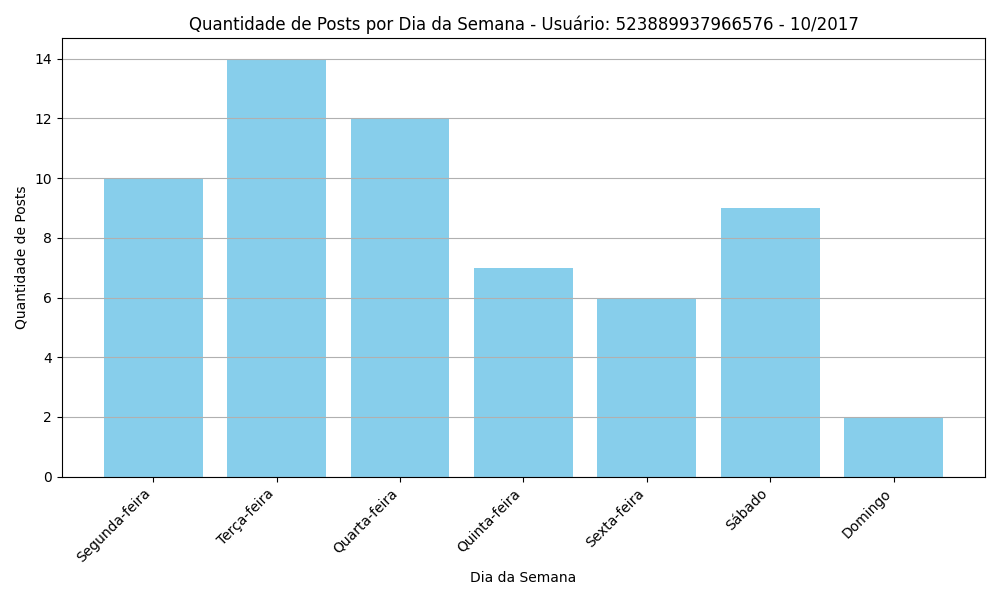 Quantidade de Posts por Dia da Semana - Usuário: 523889937966576 - 10/2017
Quantidade de Posts
14
12
10
8
6
4
2
0
Segunda-feira
Terça-feira
Quarta-feira
Quinta-feira
Sexta-feira
Sábado
Domingo
Dia da Semana